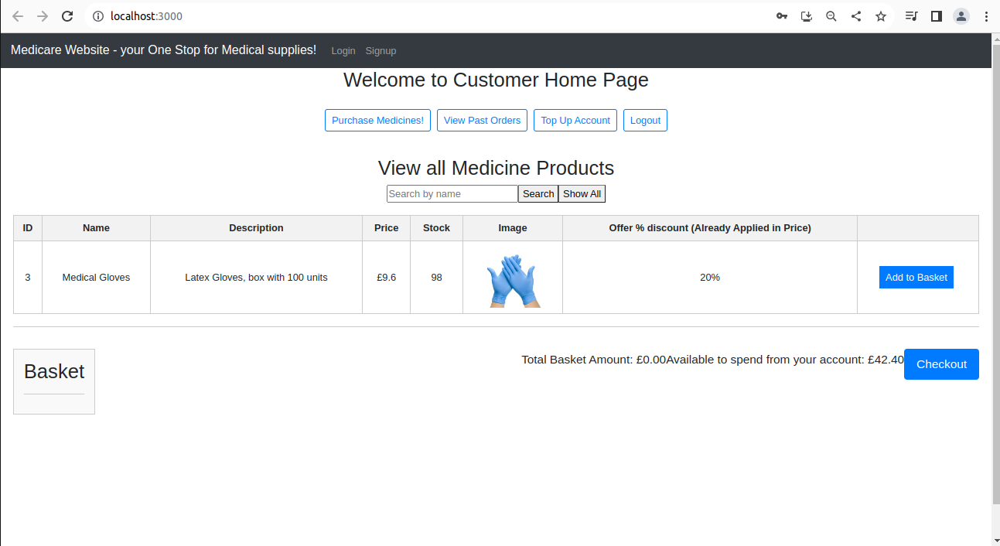 localhost:3000
Medicare Website - your One Stop for Medical supplies! Login Signup
Welcome to Customer Home Page
Purchase Medicines! View Past Orders Top Up Account Logout
View all Medicine Products
Search by name Search Show All
ID Name Description Price Stock Image Offer % discount (Already Applied in Price)
3 Medical Gloves Latex Gloves, box with 100 units £9.6 98 20% Add to Basket
Basket
Total Basket Amount: £0.00Available to spend from your account: £42.40 Checkout